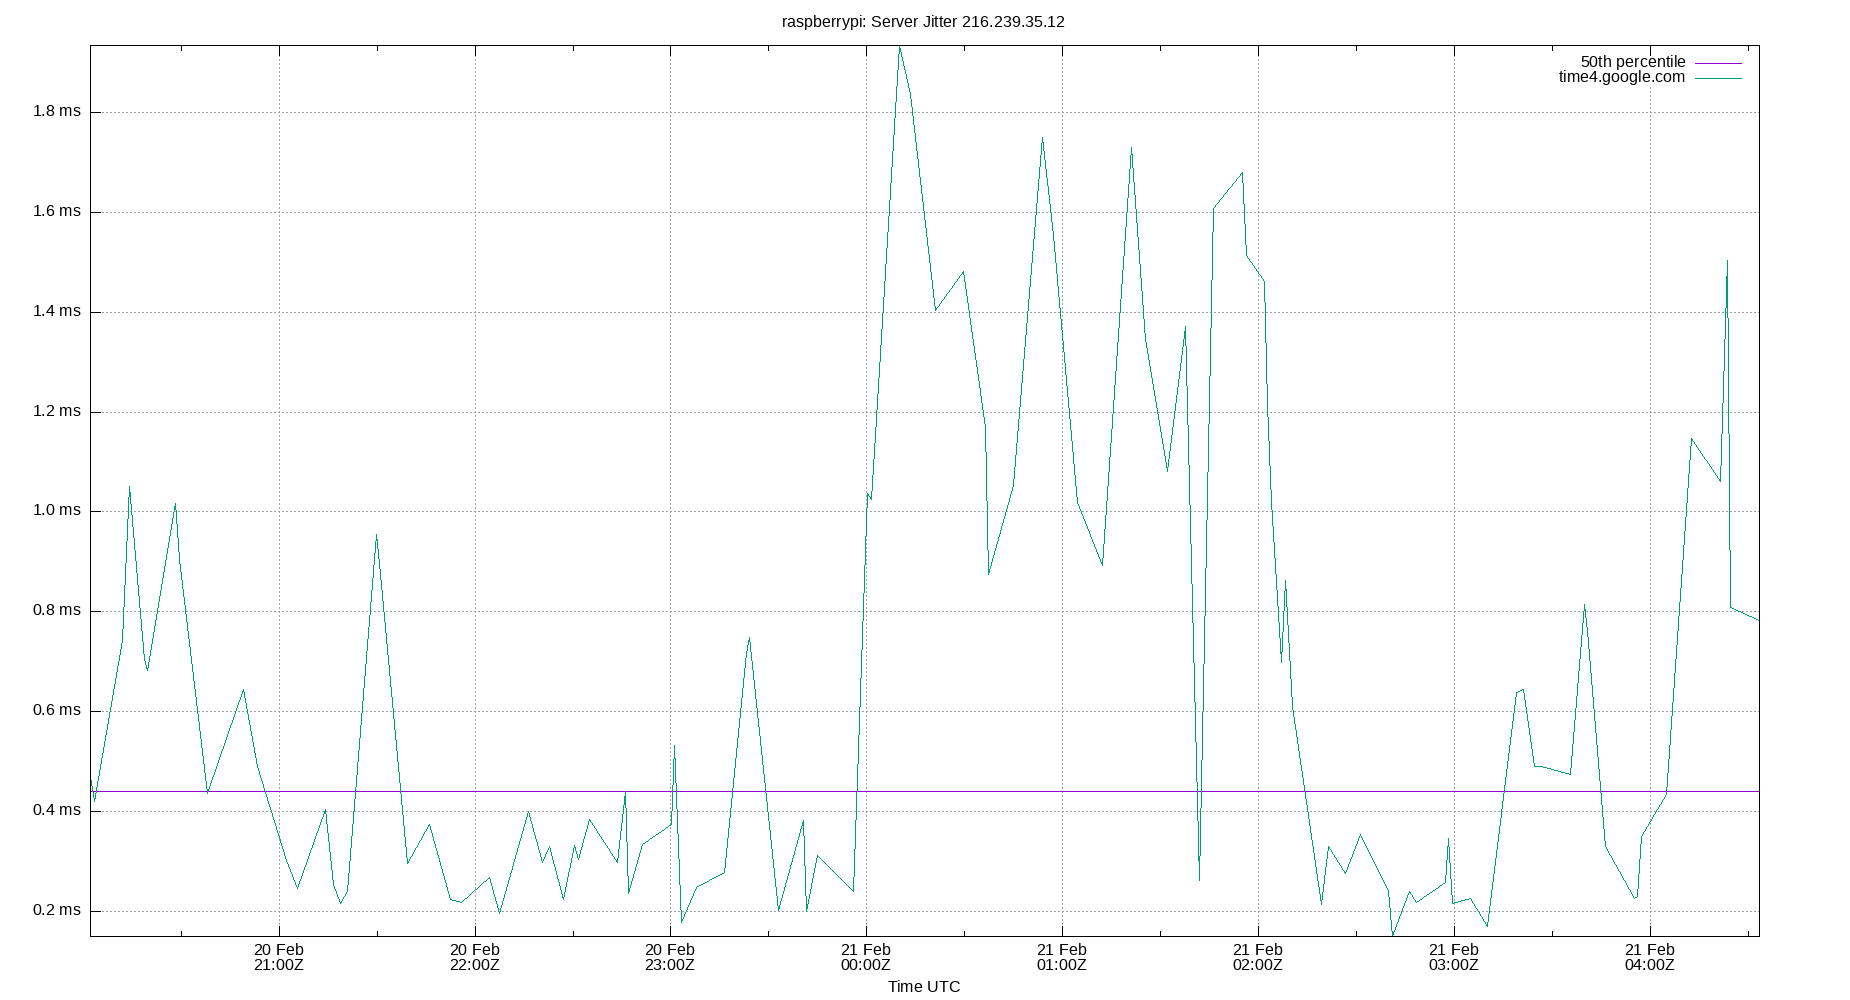 raspberrypi: Server Jitter 216.239.35.12
50th percentile
time4.google.com
1.8 ms
1.6 ms
1.4 ms
1.2 ms
1.0 ms
0.8 ms
0.6 ms
0.4 ms
0.2 ms
20 Feb 20 Feb 20 Feb 21 Feb 21 Feb 21 Feb 21 Feb 21 Feb
21:00Z 22:00Z 23:00Z 00:00Z 01:00Z 02:00Z 03:00Z 04:00Z
Time UTC